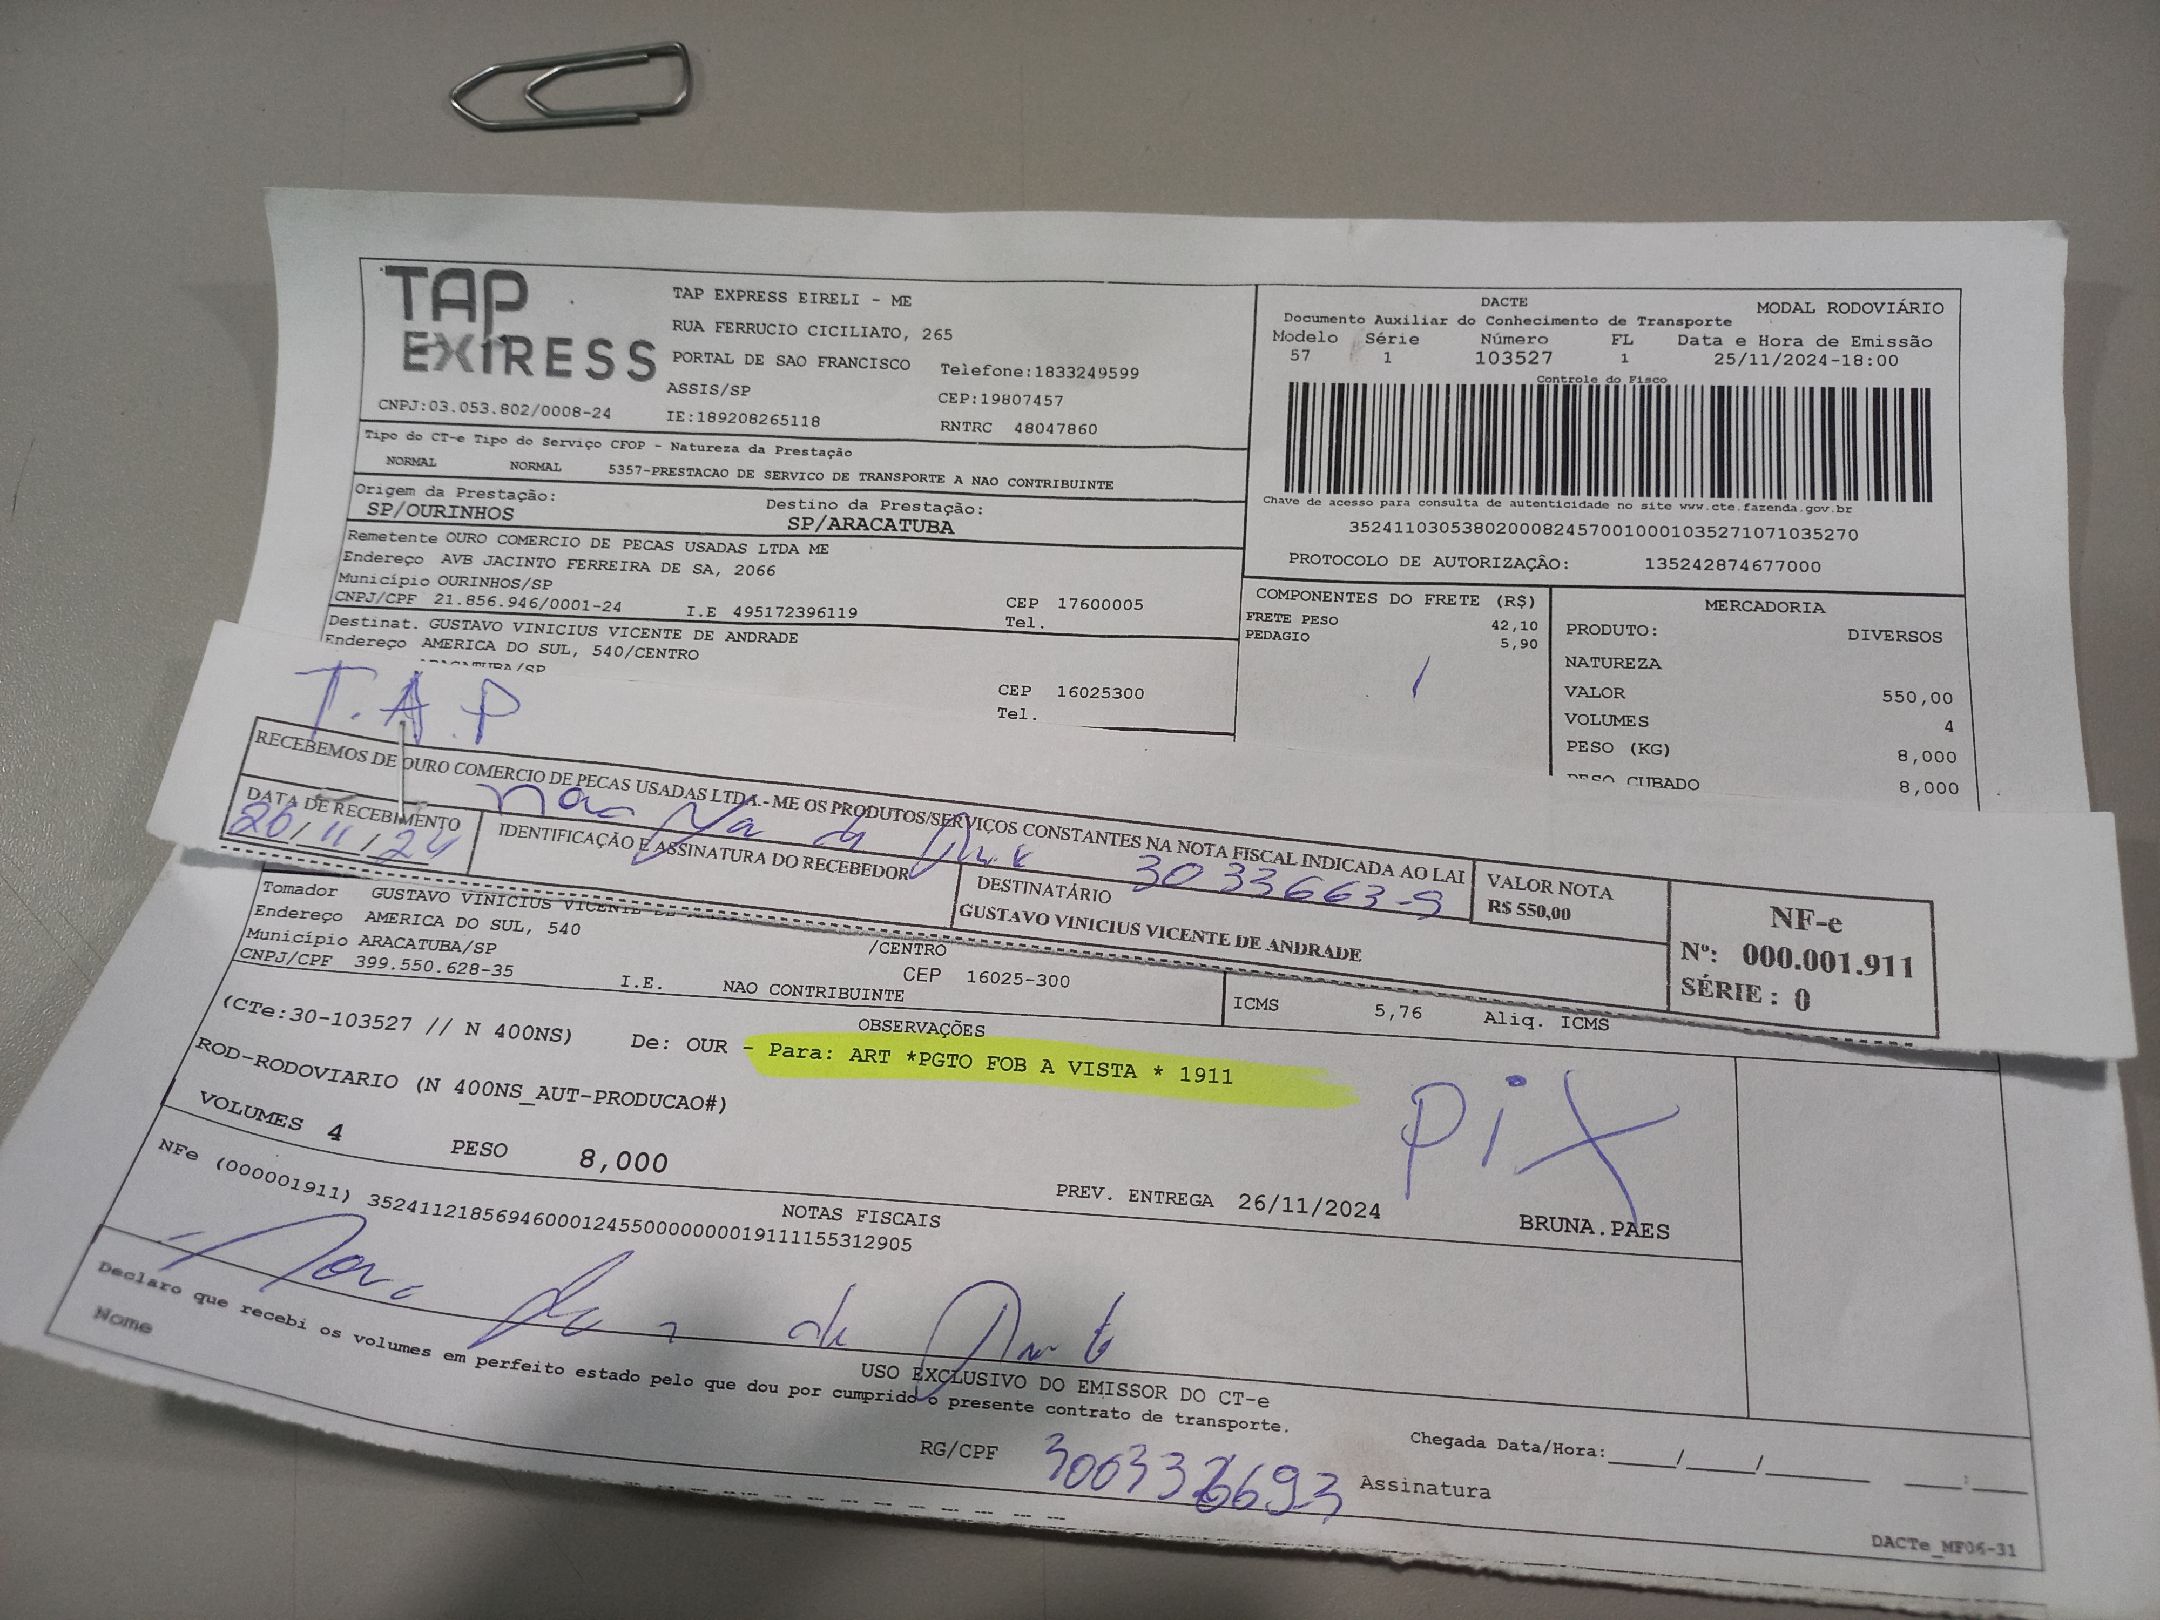 TAP
EXPRESS
TAP EXPRESS EIRELI - ME
RUA FERRUCIO CICILIATO, 265
PORTAL DE SAO FRANCISCO
Telefone:1833249599
ASSIS/SP
CEP:19807457
CNPJ:03.053.802/0008-24
IE:189208265118
RNTRC 48047860
DACTE
MODAL RODOVIÁRIO
Documento Auxiliar do Conhecimento de Transporte
Modelo Série Número FL Data e Hora de Emissão
57 1 103527 1 25/11/2024-18:00
Controle do Fisco
Chave de acesso para consulta de autenticidade no site www.cte.fazenda.gov.br
35241103053802000824570010001035271071035270
PROTOCOLO DE AUTORIZAÇÂO: 135242874677000
Tipo do CT-e Tipo do Serviço CFOP - Natureza da Prestação
NORMAL NORMAL 5357-PRESTACAO DE SERVICO DE TRANSPORTE A NAO CONTRIBUINTE
Origem da Prestação: Destino da Prestação:
SP/OURINHOS SP/ARACATUBA
Remetente OURO COMERCIO DE PECAS USADAS LTDA ME
Endereço AVB JACINTO FERREIRA DE SA, 2066
Município OURINHOS/SP
CEP 17600005
CNPJ/CPF 21.856.946/0001-24 I.E 495172396119
Tel.
Destinat. GUSTAVO VINICIUS VICENTE DE ANDRADE
Endereço AMERICA DO SUL, 540/CENTRO
ARACATUBA/SP
CEP 16025300
Tel.
COMPONENTES DO FRETE (R$)
FRETE PESO 42,10
PEDAGIO 5,90
MERCADORIA
PRODUTO: DIVERSOS
NATUREZA
VALOR 550,00
VOLUMES 4
PESO (KG) 8,000
PESO CUBADO 8,000
T.A.P
RECEBEMOS DE OURO COMERCIO DE PECAS USADAS LTDA.- ME OS PRODUTOS/SERVIÇOS CONSTANTES NA NOTA FISCAL INDICADA AO LAI
DATA DE RECEBIMENTO
26/11/24
IDENTIFICAÇÃO E ASSINATURA DO RECEBEDOR
3033663-9
DESTINATÁRIO
GUSTAVO VINICIUS VICENTE DE ANDRADE
VALOR NOTA
R$ 550,00
NF-e
Nº: 000.001.911
SÉRIE : 0
Tomador GUSTAVO VINICIUS VICENTE DE
Endereço AMERICA DO SUL, 540 /CENTRO
Município ARACATUBA/SP CEP 16025-300
CNPJ/CPF 399.550.628-35 I.E. NAO CONTRIBUINTE
ICMS 5,76 Aliq. ICMS
OBSERVAÇÕES
(CTe:30-103527 // N 400NS) De: OUR - Para: ART *PGTO FOB A VISTA * 1911
ROD-RODOVIARIO (N 400NS_AUT-PRODUCAO#)
pix
VOLUMES 4 PESO 8,000
PREV. ENTREGA 26/11/2024 BRUNA.PAES
NOTAS FISCAIS
NFe (000001911) 35241121856946000124550000000019111155312905
USO EXCLUSIVO DO EMISSOR DO CT-e
Declaro que recebi os volumes em perfeito estado pelo que dou por cumprido o presente contrato de transporte.
Nome
RG/CPF
Assinatura
Chegada Data/Hora:____/____/______ ____:____
DACTe_MF06-31